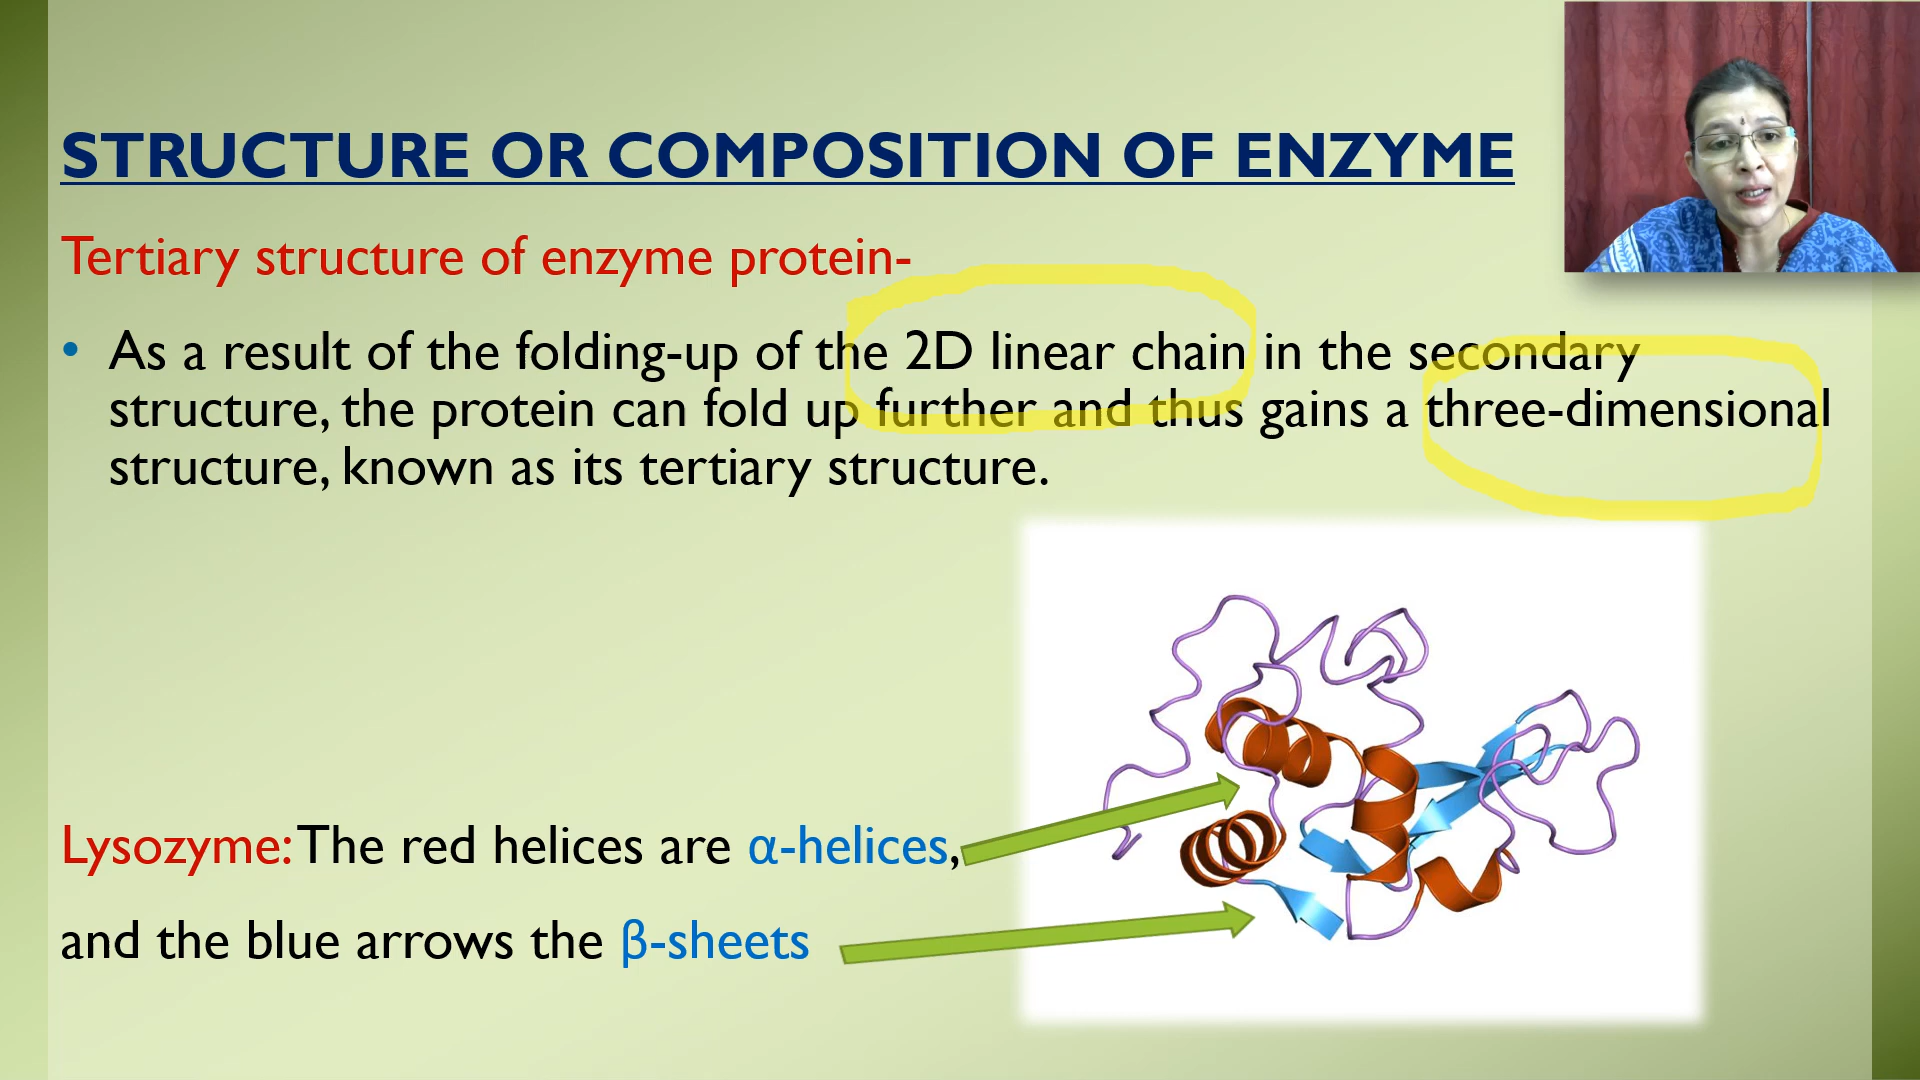 STRUCTURE OR COMPOSITION OF ENZYME
Tertiary structure of enzyme protein-
• As a result of the folding-up of the 2D linear chain in the secondary
structure, the protein can fold up further and thus gains a three-dimensional
structure, known as its tertiary structure.
Lysozyme: The red helices are α-helices,
and the blue arrows the β-sheets